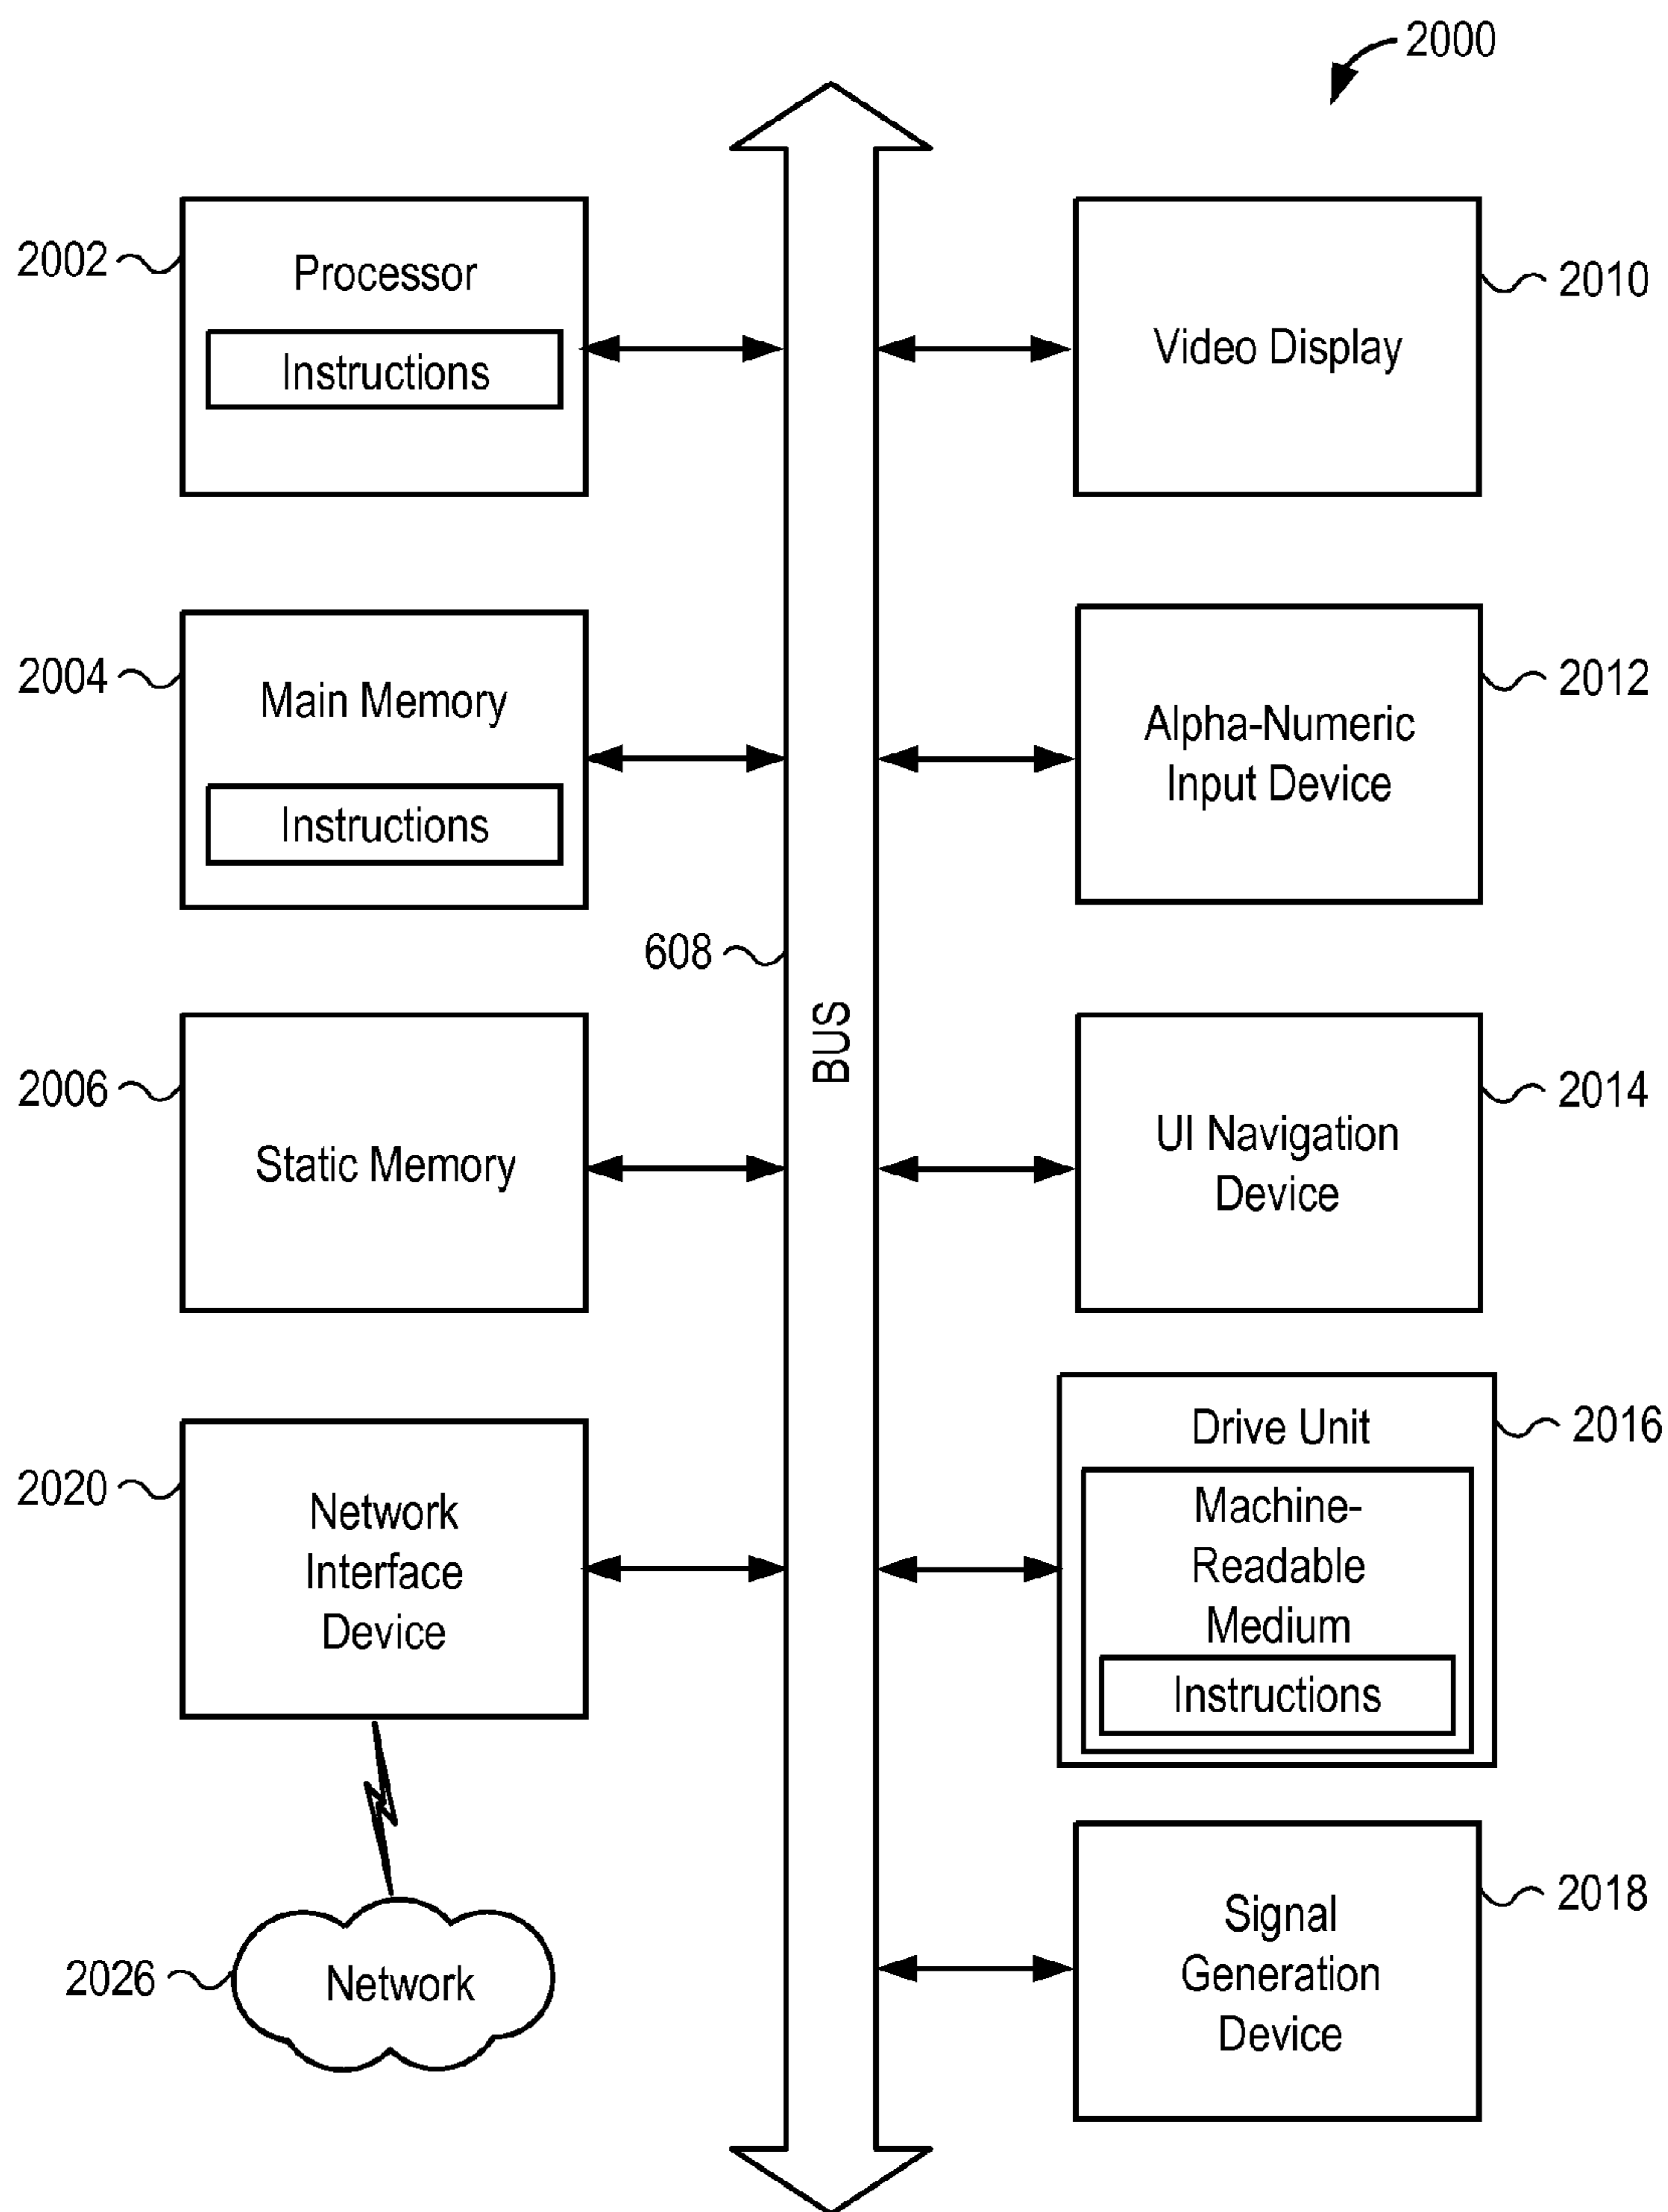 2000
2002
Processor
Instructions
2010
Video Display
2004
Main Memory
Instructions
2012
Alpha-Numeric
Input Device
608
BUS
2006
Static Memory
2014
UI Navigation
Device
2020
Network
Interface
Device
2016
Drive Unit
Machine-
Readable
Medium
Instructions
2026
Network
2018
Signal
Generation
Device